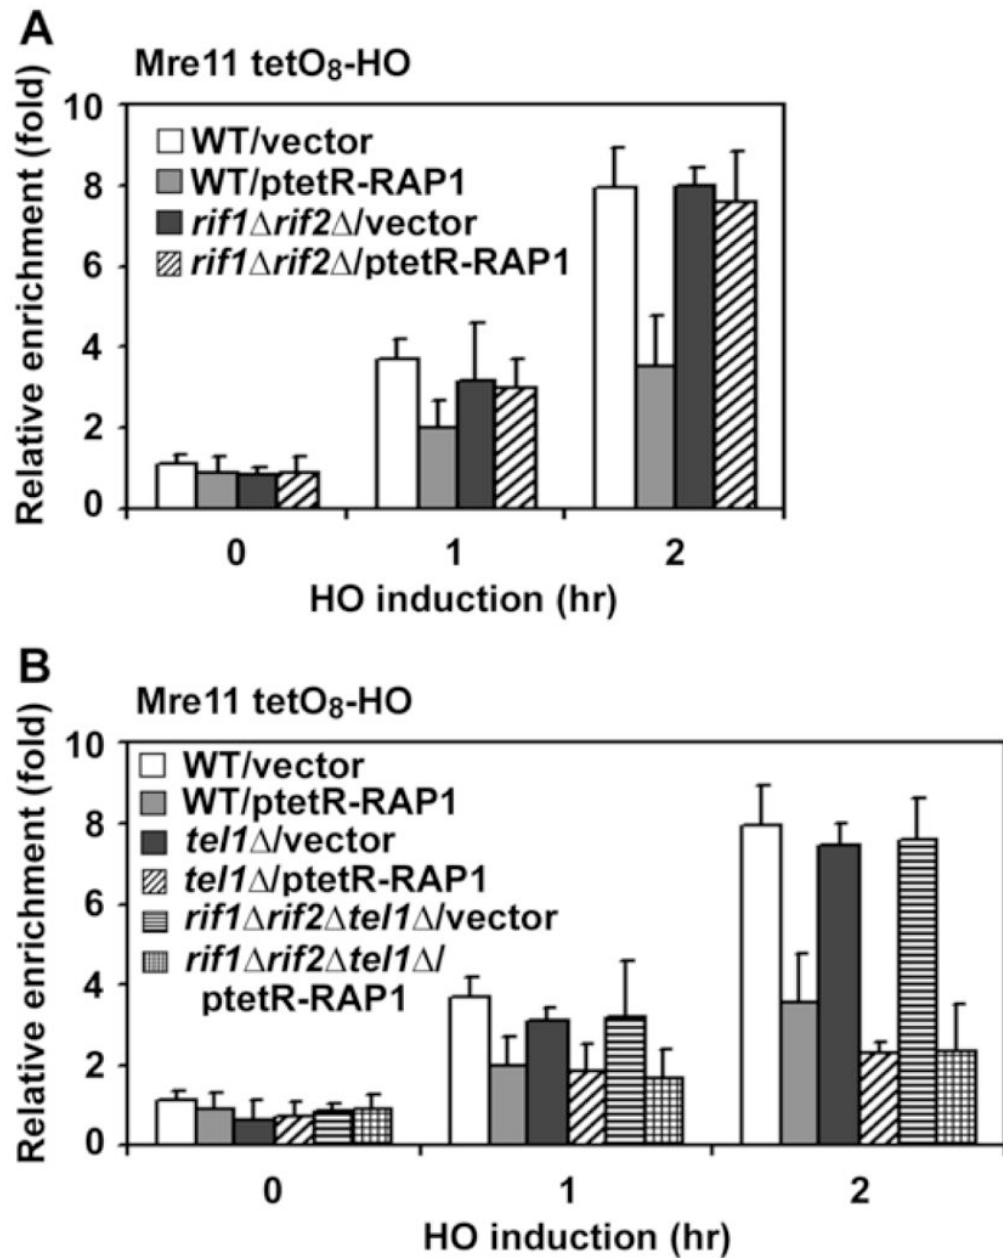 A
Mre11 tetO₈-HO
Relative enrichment (fold)
10
8
6
4
2
0
WT/vector
WT/ptetR-RAP1
rif1Δrif2Δ/vector
rif1Δrif2Δ/ptetR-RAP1
0 1 2
HO induction (hr)
B
Mre11 tetO₈-HO
Relative enrichment (fold)
10
8
6
4
2
0
WT/vector
WT/ptetR-RAP1
tel1Δ/vector
tel1Δ/ptetR-RAP1
rif1Δrif2Δtel1Δ/vector
rif1Δrif2Δtel1Δ/
ptetR-RAP1
0 1 2
HO induction (hr)